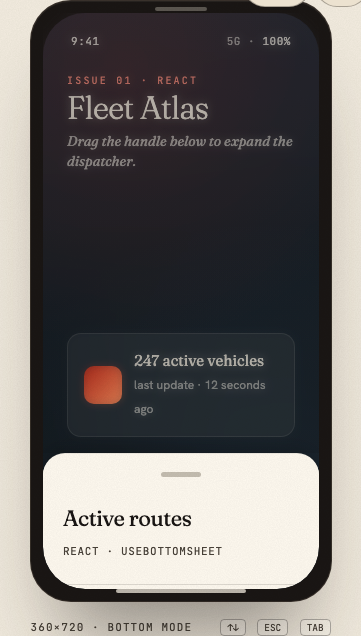 9:41 5G · 100%
ISSUE 01 · REACT
Fleet Atlas
Drag the handle below to expand the
dispatcher.
247 active vehicles
last update · 12 seconds
ago
Active routes
REACT · USEBOTTOMSHEET
360×720 · BOTTOM MODE ↑↓ ESC TAB